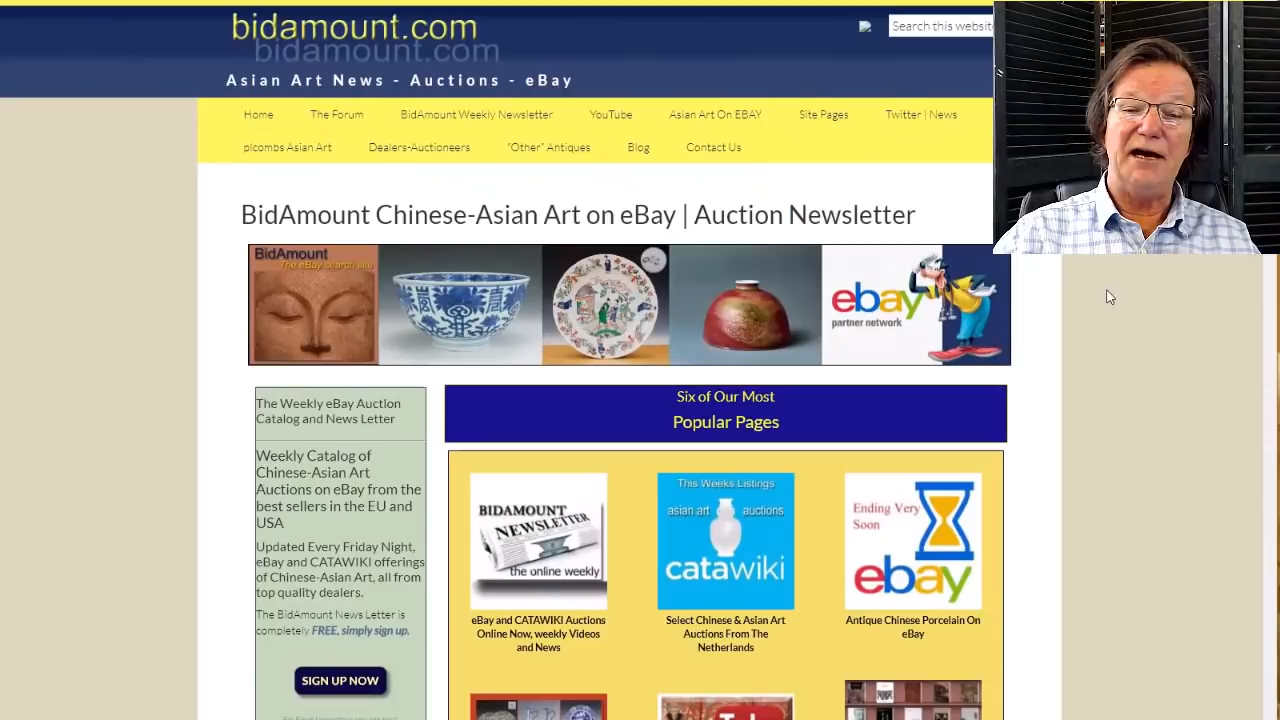 bidamount.com
bidamount.com
Asian Art News - Auctions - eBay
Search this websit
Home The Forum BidAmount Weekly Newsletter YouTube Asian Art On EBAY Site Pages Twitter | News
plcombs Asian Art Dealers-Auctioneers "Other" Antiques Blog Contact Us
BidAmount Chinese-Asian Art on eBay | Auction Newsletter
BidAmount
The eBay search site
ebay
partner network
The Weekly eBay Auction
Catalog and News Letter
Weekly Catalog of
Chinese-Asian Art
Auctions on eBay from the
best sellers in the EU and
USA
Updated Every Friday Night,
eBay and CATAWIKI offerings
of Chinese-Asian Art, all from
top quality dealers.
The BidAmount News Letter is
completely FREE, simply sign up.
SIGN UP NOW
Six of Our Most
Popular Pages
BIDAMOUNT
NEWSLETTER
the online weekly
eBay and CATAWIKI Auctions
Online Now, weekly Videos
and News
This Weeks Listings
asian art auctions
catawiki
Select Chinese & Asian Art
Auctions From The
Netherlands
Ending Very
Soon
ebay
Antique Chinese Porcelain On
eBay